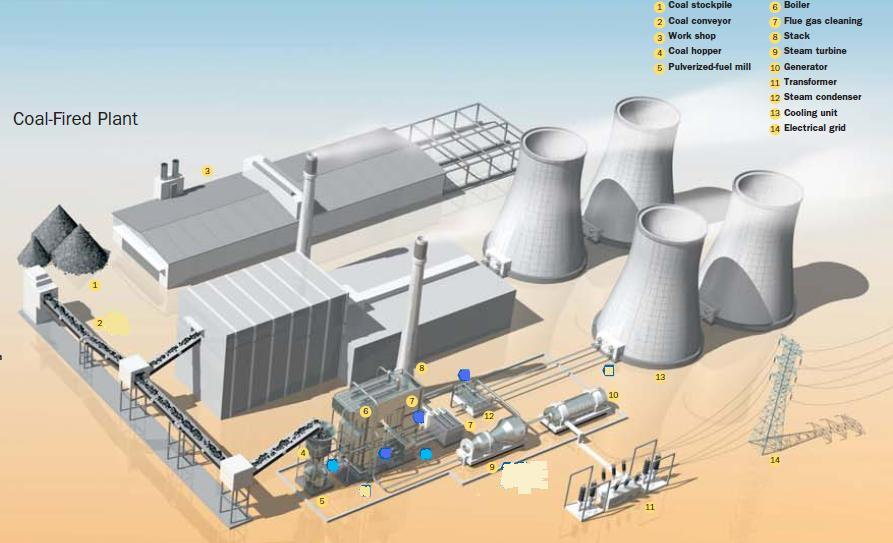 1 Coal stockpile
2 Coal conveyor
3 Work shop
4 Coal hopper
5 Pulverized-fuel mill
6 Boiler
7 Flue gas cleaning
8 Stack
9 Steam turbine
10 Generator
11 Transformer
12 Steam condenser
13 Cooling unit
14 Electrical grid
Coal-Fired Plant
3
1
2
8
13
10
6
7
12
7
4
9
14
5
11